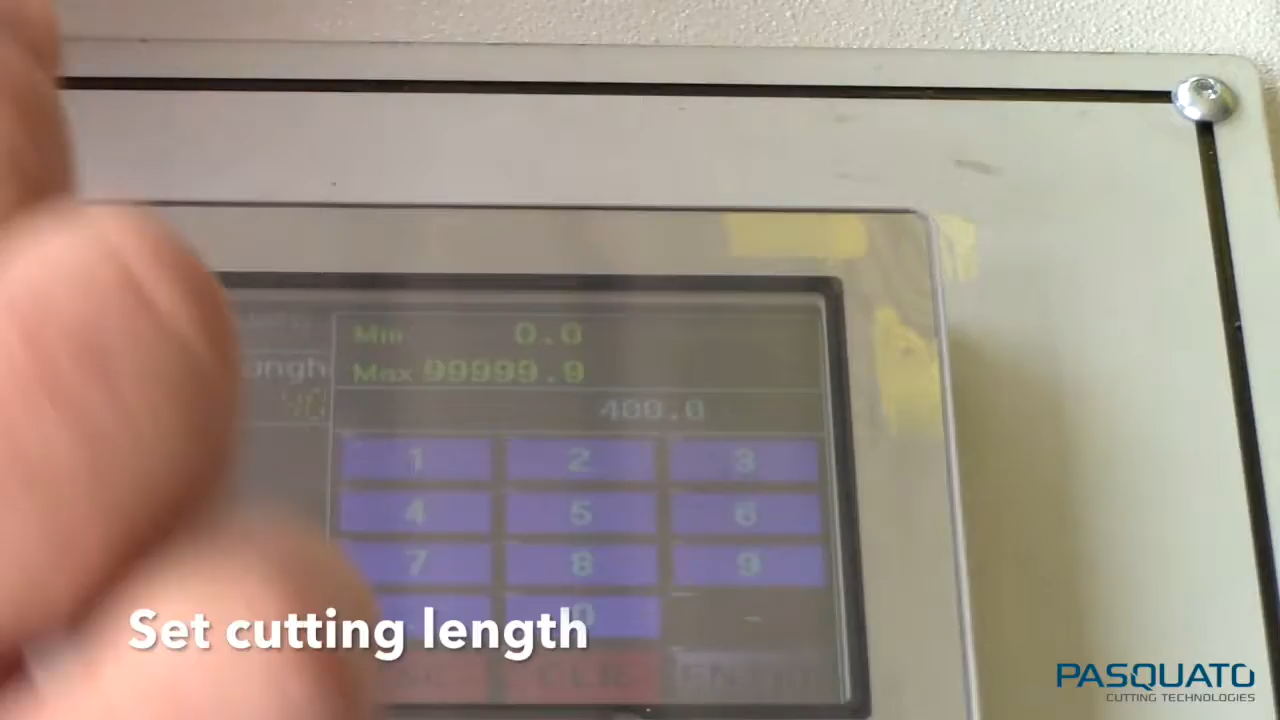 Min 0.0
Max 99999.9
ungh
400.0
1 2 3
4 5 6
7 8 9
0
Set cutting length
PASQUATO
CUTTING TECHNOLOGIES